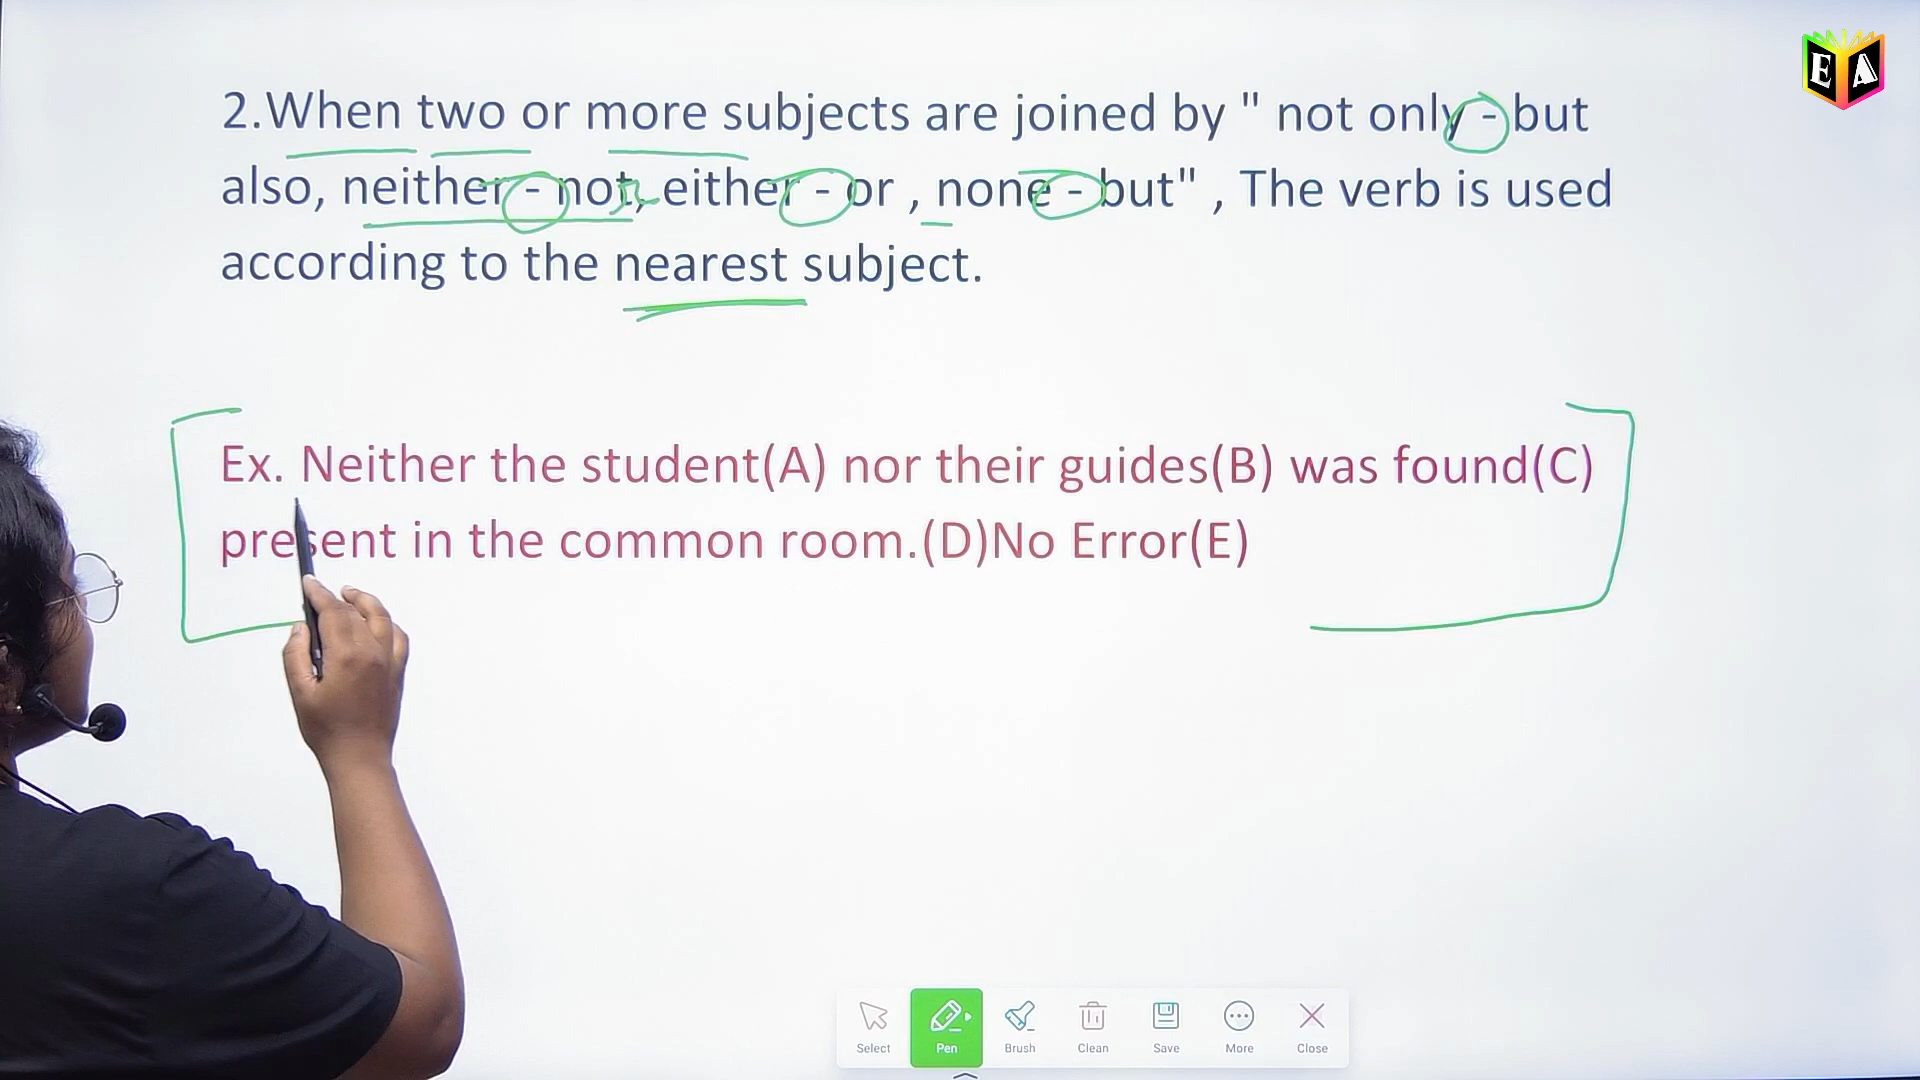 E A
2.When two or more subjects are joined by " not only - but
also, neither - not, either - or , none - but" , The verb is used
according to the nearest subject.
Ex. Neither the student(A) nor their guides(B) was found(C)
present in the common room.(D)No Error(E)
Select Pen Brush Clean Save More Close